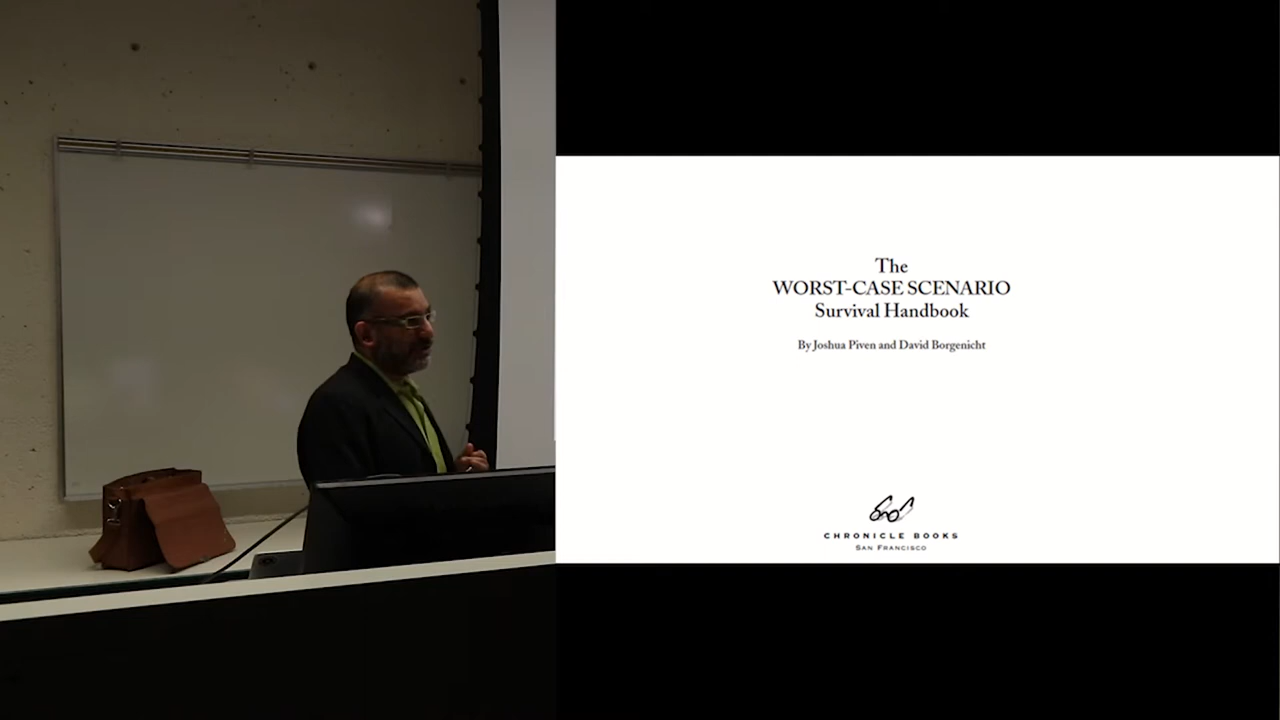 The
WORST-CASE SCENARIO
Survival Handbook
By Joshua Piven and David Borgenicht
CHRONICLE BOOKS
SAN FRANCISCO